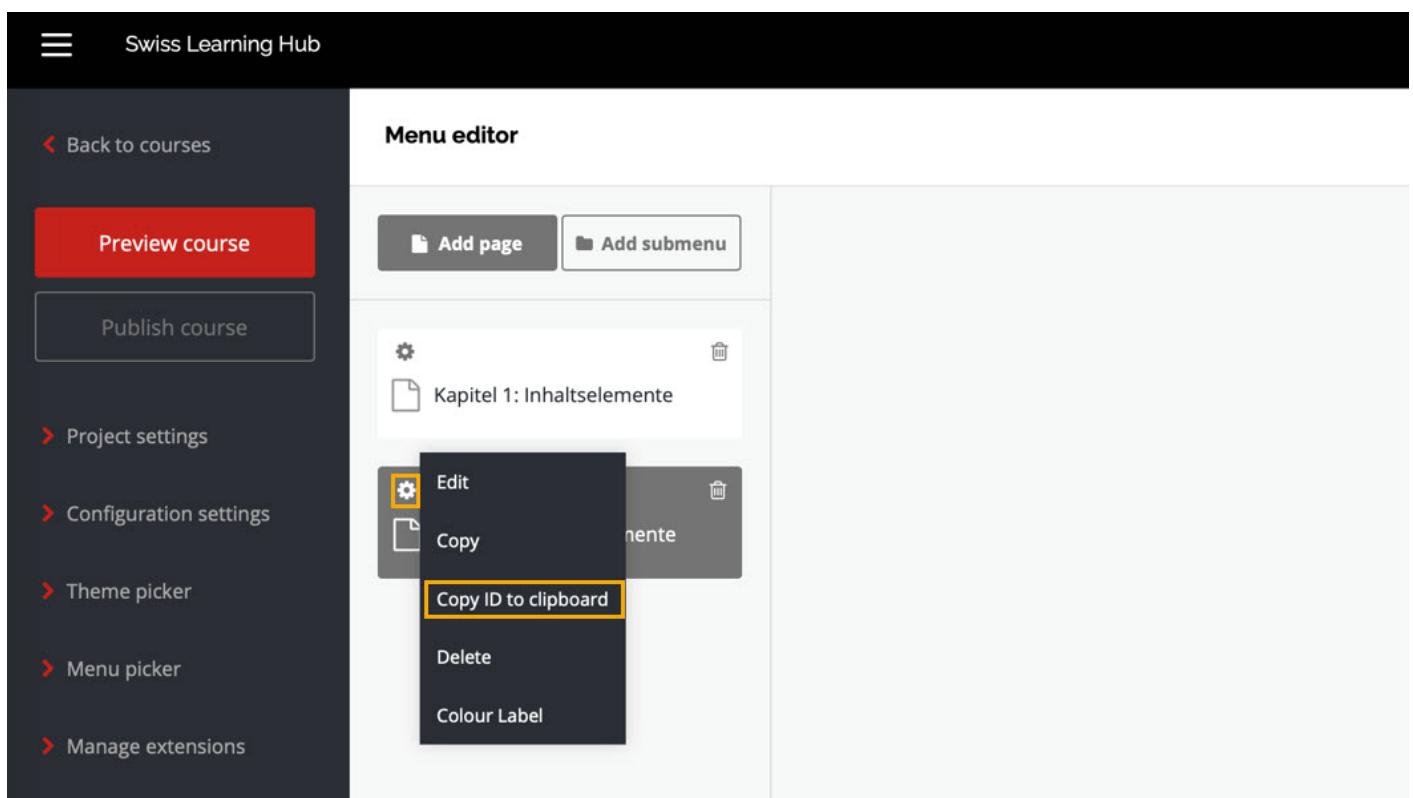 Swiss Learning Hub
Back to courses
Menu editor
Preview course
Add page
Add submenu
Publish course
Kapitel 1: Inhaltselemente
Project settings
Edit
Configuration settings
Copy
Theme picker
Copy ID to clipboard
Delete
Menu picker
Colour Label
Manage extensions